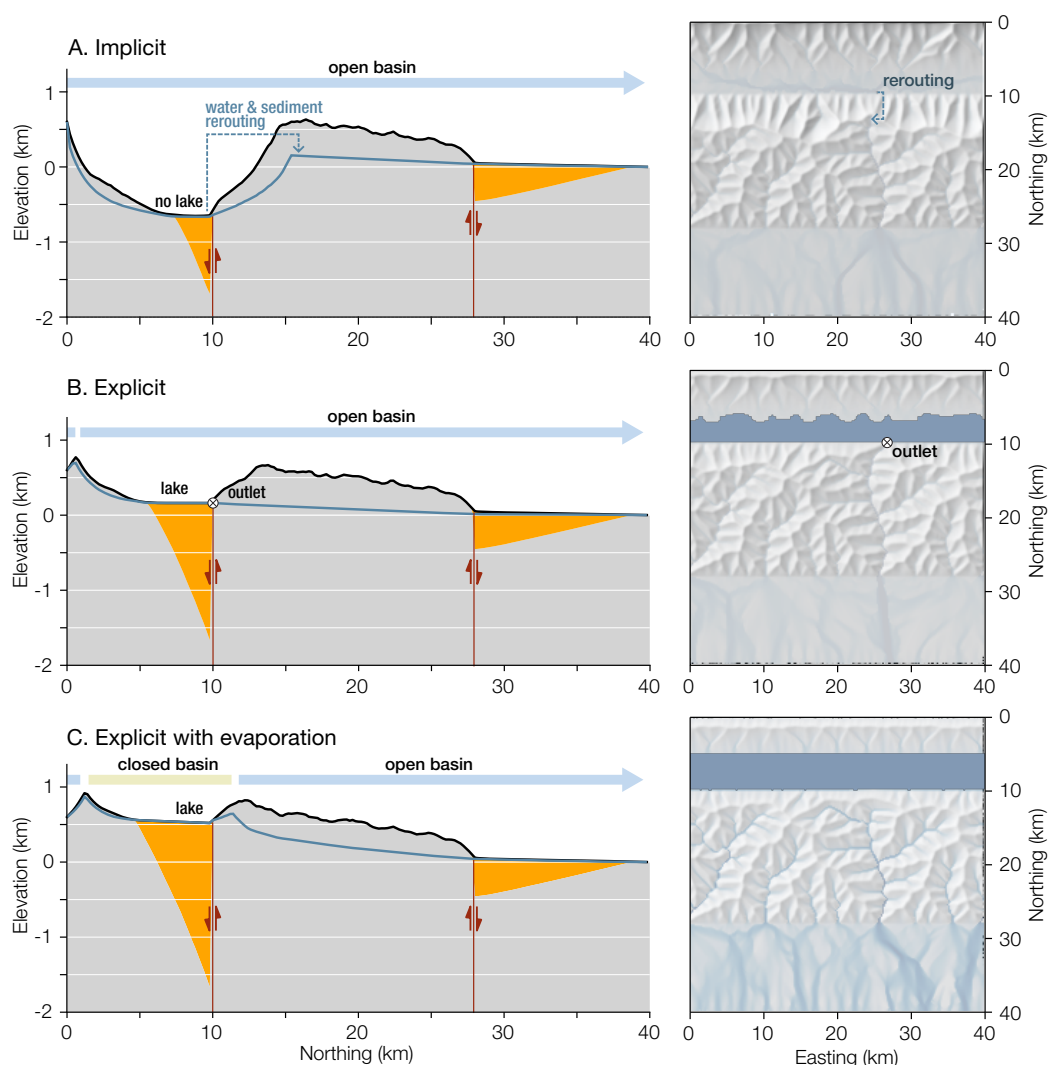 A. Implicit
open basin
water & sediment
rerouting
no lake
Elevation (km)
1
0
-1
-2
0
10
20
30
40
rerouting
0
10
20
30
40
Northing (km)
0
10
20
30
40
B. Explicit
open basin
lake
outlet
Elevation (km)
1
0
-1
-2
0
10
20
30
40
outlet
0
10
20
30
40
Northing (km)
0
10
20
30
40
C. Explicit with evaporation
closed basin
open basin
lake
Elevation (km)
1
0
-1
-2
0
10
20
30
40
Northing (km)
0
10
20
30
40
Northing (km)
0
10
20
30
40
Easting (km)